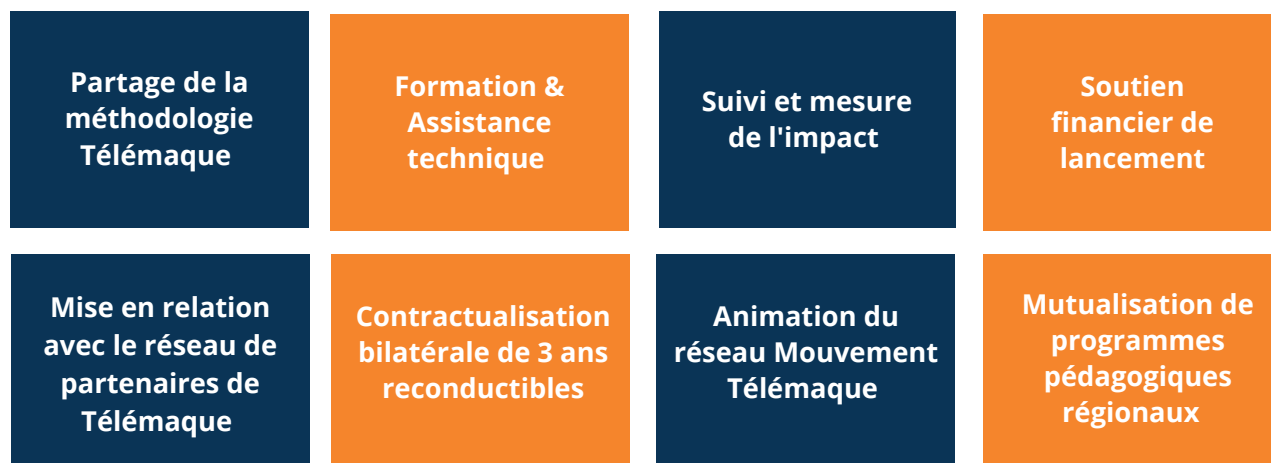 Partage de la
méthodologie
Télémaque
Formation &
Assistance
technique
Suivi et mesure
de l'impact
Soutien
financier de
lancement
Mise en relation
avec le réseau de
partenaires de
Télémaque
Contractualisation
bilatérale de 3 ans
reconductibles
Animation du
réseau Mouvement
Télémaque
Mutualisation de
programmes
pédagogiques
régionaux